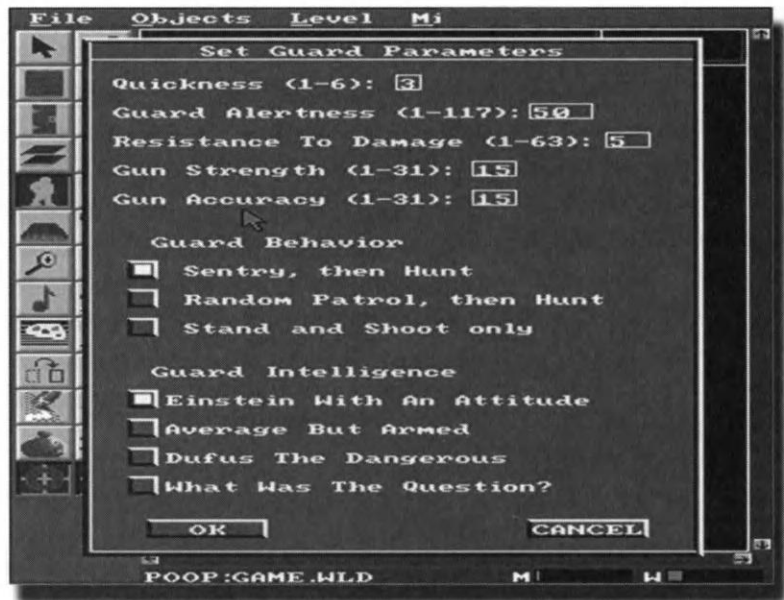 File Objects Level Mi
Set Guard Parameters
Quickness (1-6): 3
Guard Alertness (1-117): 50
Resistance To Damage (1-63): 5
Gun Strength (1-31): 15
Gun Accuracy (1-31): 15
Guard Behavior
Sentry, then Hunt
Random Patrol, then Hunt
Stand and Shoot only
Guard Intelligence
Einstein With An Attitude
Average But Armed
Dufus The Dangerous
What Was The Question?
OK CANCEL
POOP:GAME.WLD M W